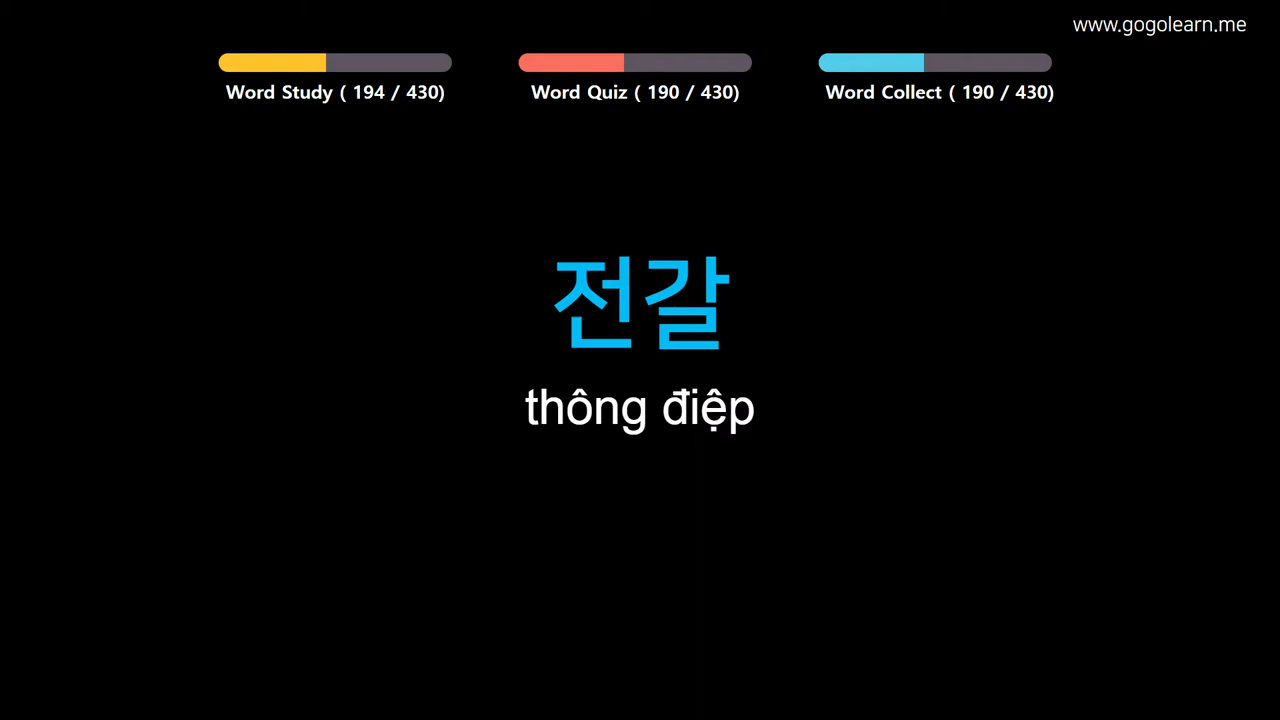 www.gogolearn.me
Word Study ( 194 / 430)
Word Quiz ( 190 / 430)
Word Collect ( 190 / 430)
전갈
thông điệp